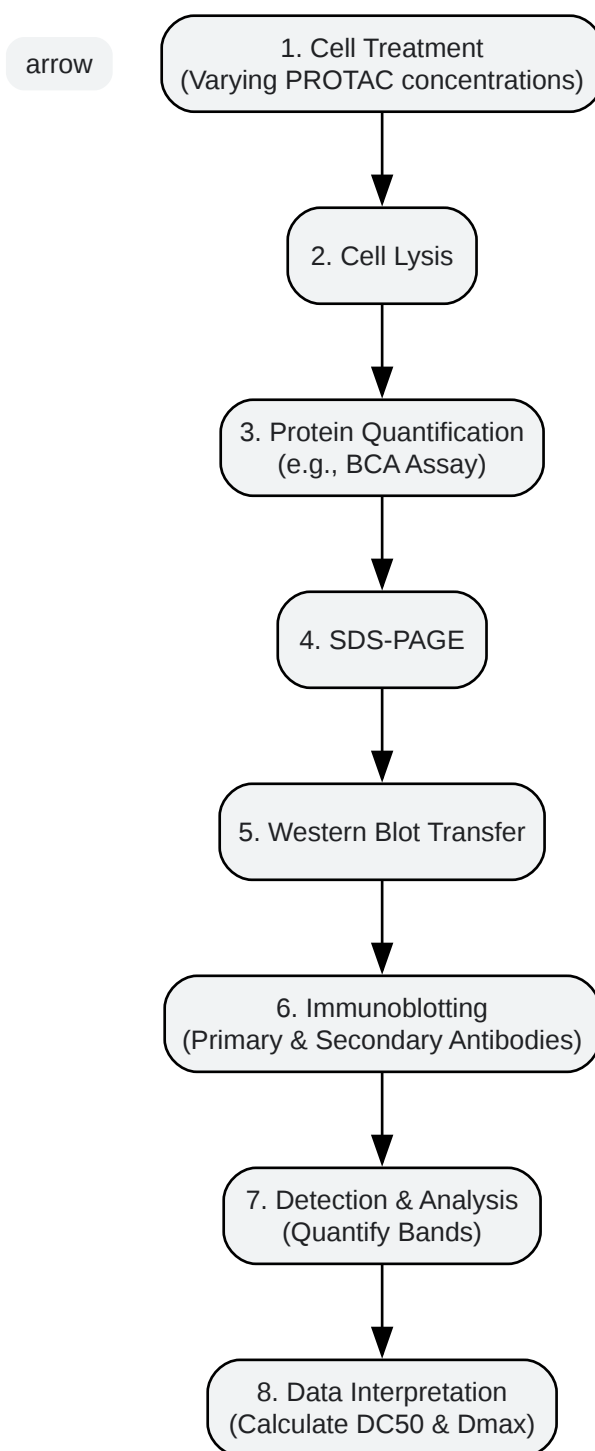 arrow
1. Cell Treatment
(Varying PROTAC concentrations)
2. Cell Lysis
3. Protein Quantification
(e.g., BCA Assay)
4. SDS-PAGE
5. Western Blot Transfer
6. Immunoblotting
(Primary & Secondary Antibodies)
7. Detection & Analysis
(Quantify Bands)
8. Data Interpretation
(Calculate DC50 & Dmax)